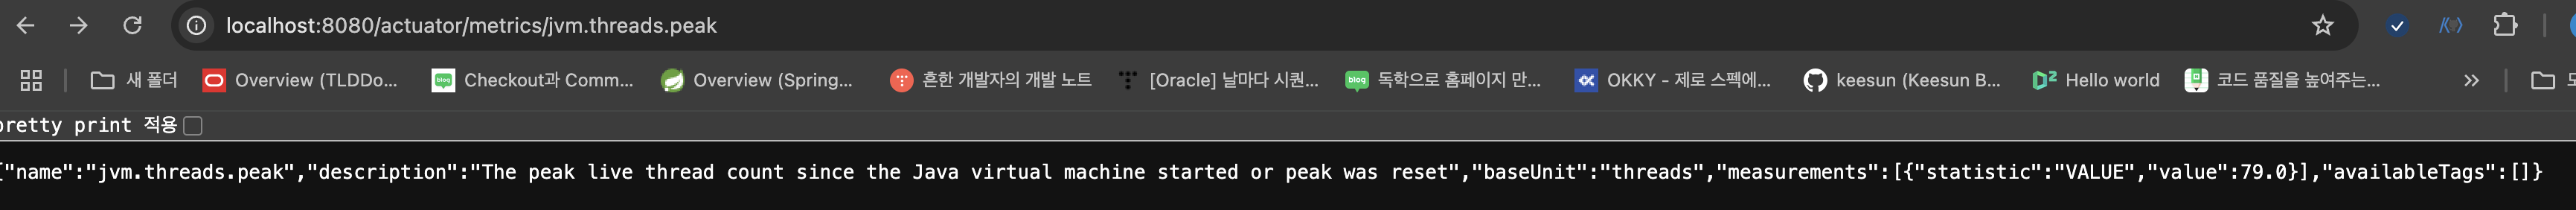 localhost:8080/actuator/metrics/jvm.threads.peak
새 폴더 Overview (TLDDo... blog Checkout과 Comm... Overview (Spring... 흔한 개발자의 개발 노트 [Oracle] 날마다 시퀀... blog 독학으로 홈페이지 만... OKKY - 제로 스펙에... keesun (Keesun B... Hello world 코드 품질을 높여주는... »
pretty print 적용
{"name":"jvm.threads.peak","description":"The peak live thread count since the Java virtual machine started or peak was reset","baseUnit":"threads","measurements":[{"statistic":"VALUE","value":79.0}],"availableTags":[]}